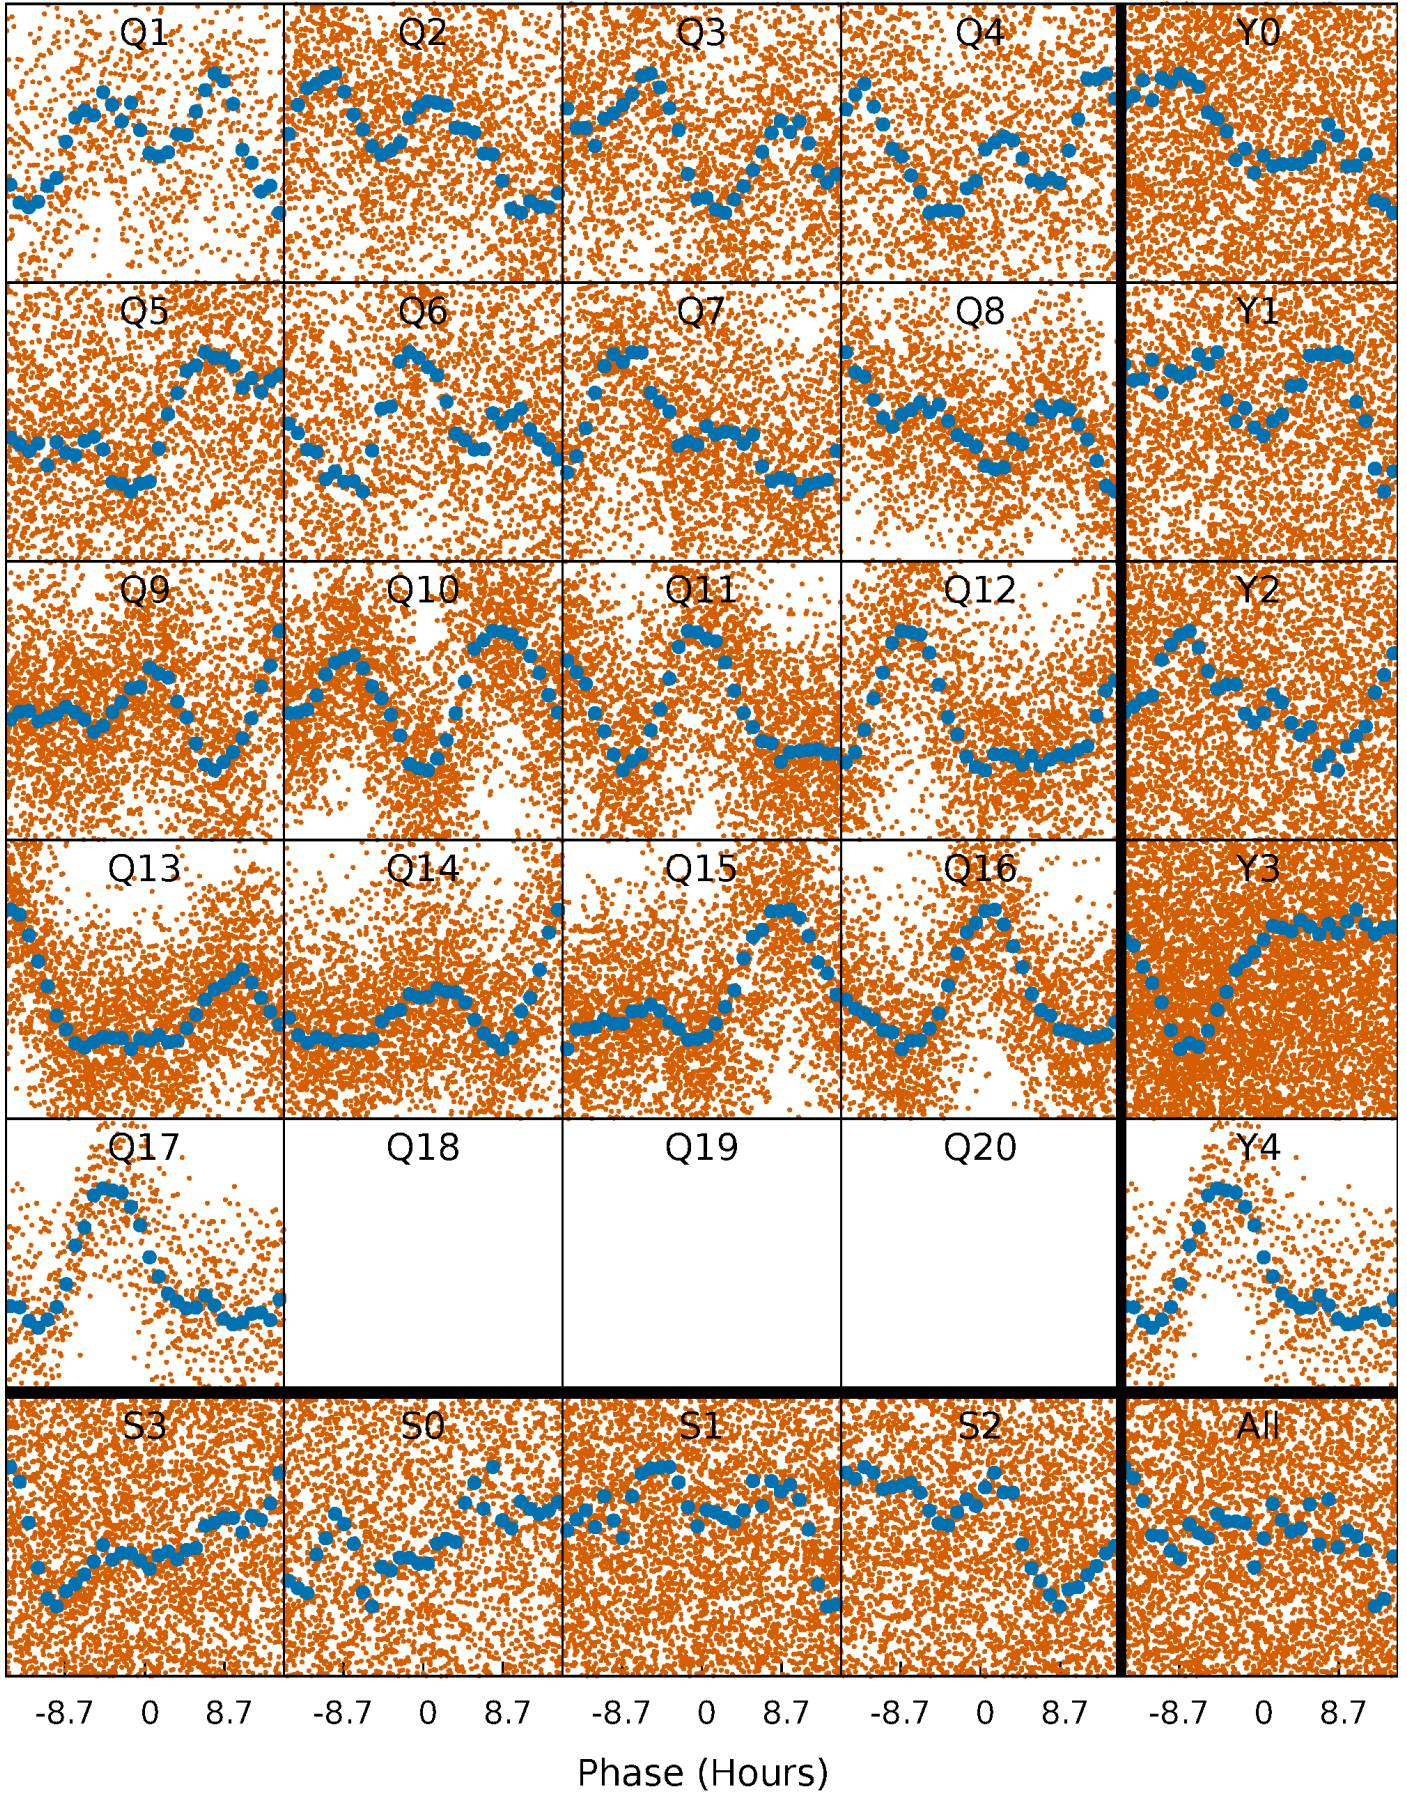 Q1 Q2 Q3 Q4 Y0
Q5 Q6 Q7 Q8 Y1
Q9 Q10 Q11 Q12 Y2
Q13 Q14 Q15 Q16 Y3
Q17 Q18 Q19 Q20 Y4
S3 S0 S1 S2 All
-8.7 0 8.7 -8.7 0 8.7 -8.7 0 8.7 -8.7 0 8.7 -8.7 0 8.7
Phase (Hours)